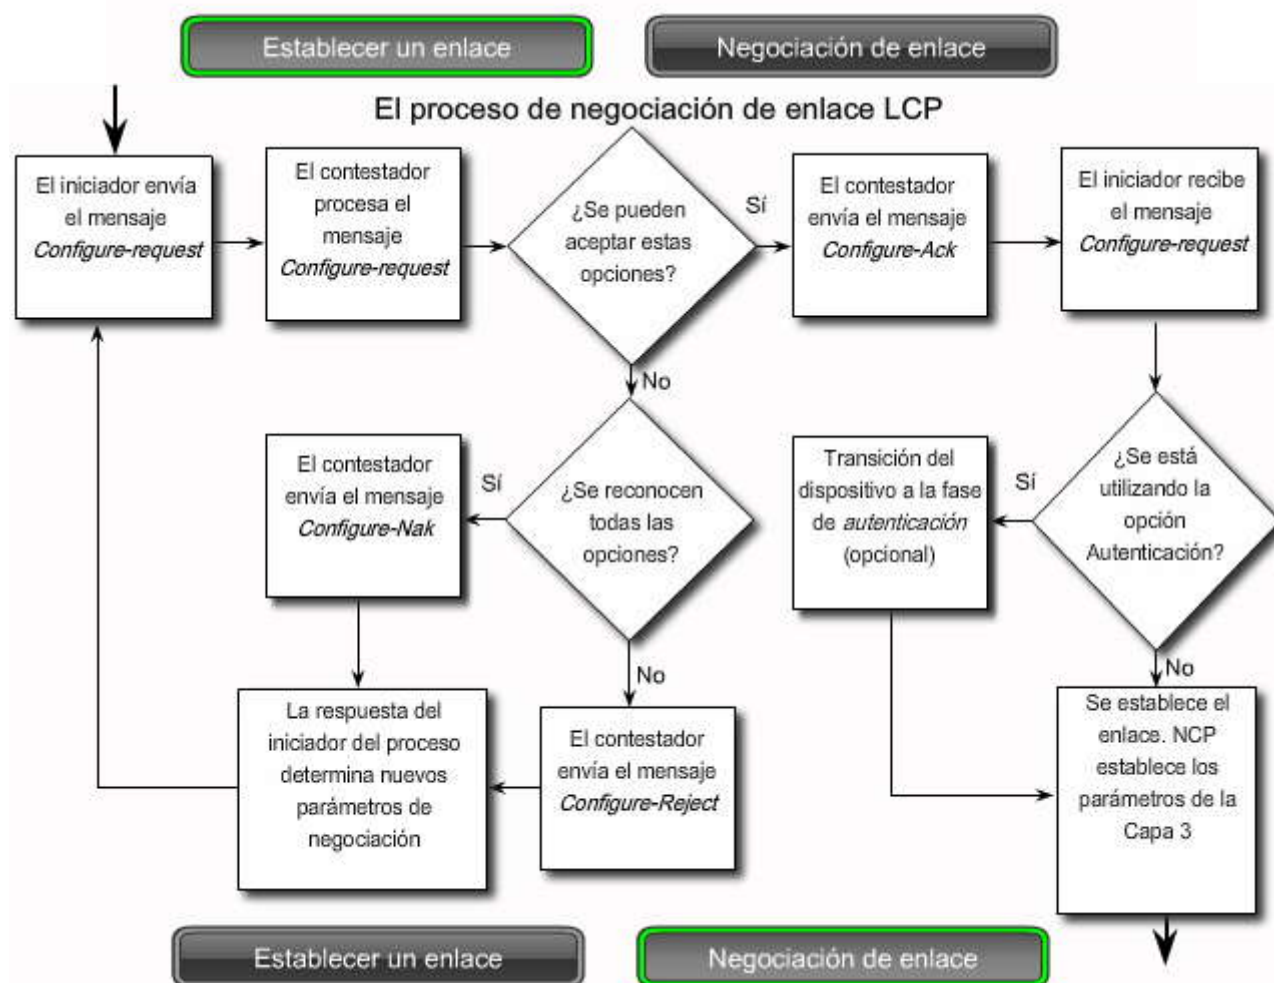 Establecer un enlace
Negociación de enlace
El proceso de negociación de enlace LCP
El iniciador envía
el mensaje
Configure-request
El contestador
procesa el
mensaje
Configure-request
¿Se pueden
aceptar estas
opciones?
Sí
El contestador
envía el mensaje
Configure-Ack
El iniciador recibe
el mensaje
Configure-request
No
¿Se reconocen
todas las
opciones?
Sí
El contestador
envía el mensaje
Configure-Nak
¿Se está
utilizando la
opción
Autenticación?
Sí
Transición del
dispositivo a la fase
de autenticación
(opcional)
No
El contestador
envía el mensaje
Configure-Reject
La respuesta del
iniciador del proceso
determina nuevos
parámetros de
negociación
No
Se establece el
enlace. NCP
establece los
parámetros de la
Capa 3
Establecer un enlace
Negociación de enlace